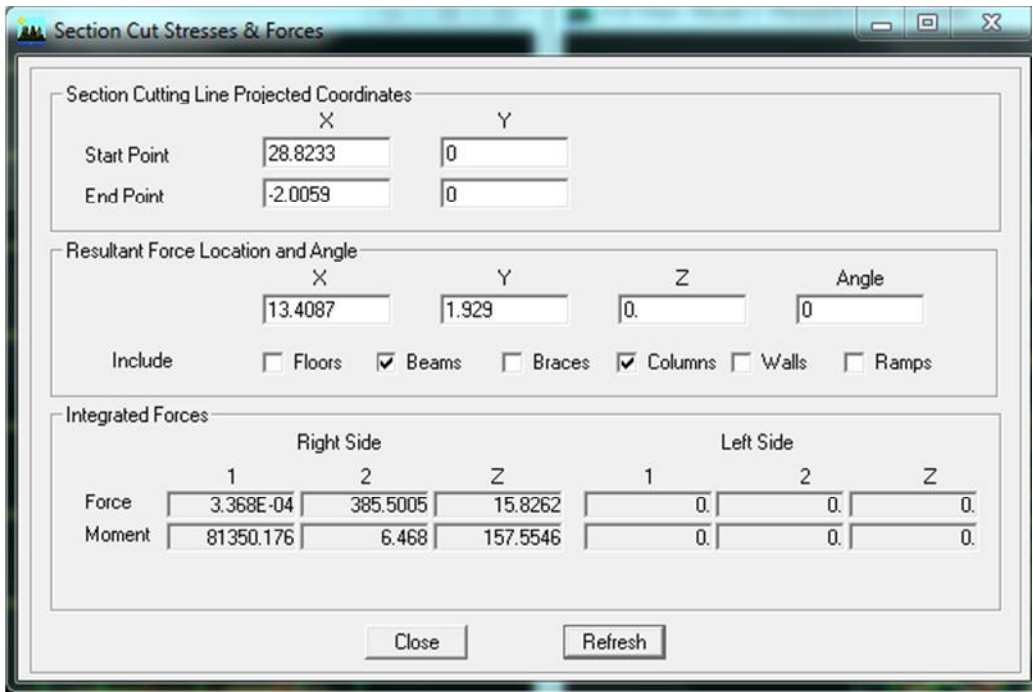 Section Cut Stresses & Forces
Section Cutting Line Projected Coordinates
X Y
Start Point 28.8233 0
End Point -2.0059 0
Resultant Force Location and Angle
X Y Z Angle
13.4087 1.929 0. 0
Include Floors Beams Braces Columns Walls Ramps
Integrated Forces
Right Side Left Side
1 2 Z 1 2 Z
Force 3.368E-04 385.5005 15.8262 0. 0. 0.
Moment 81350.176 6.468 157.5546 0. 0. 0.
Close Refresh